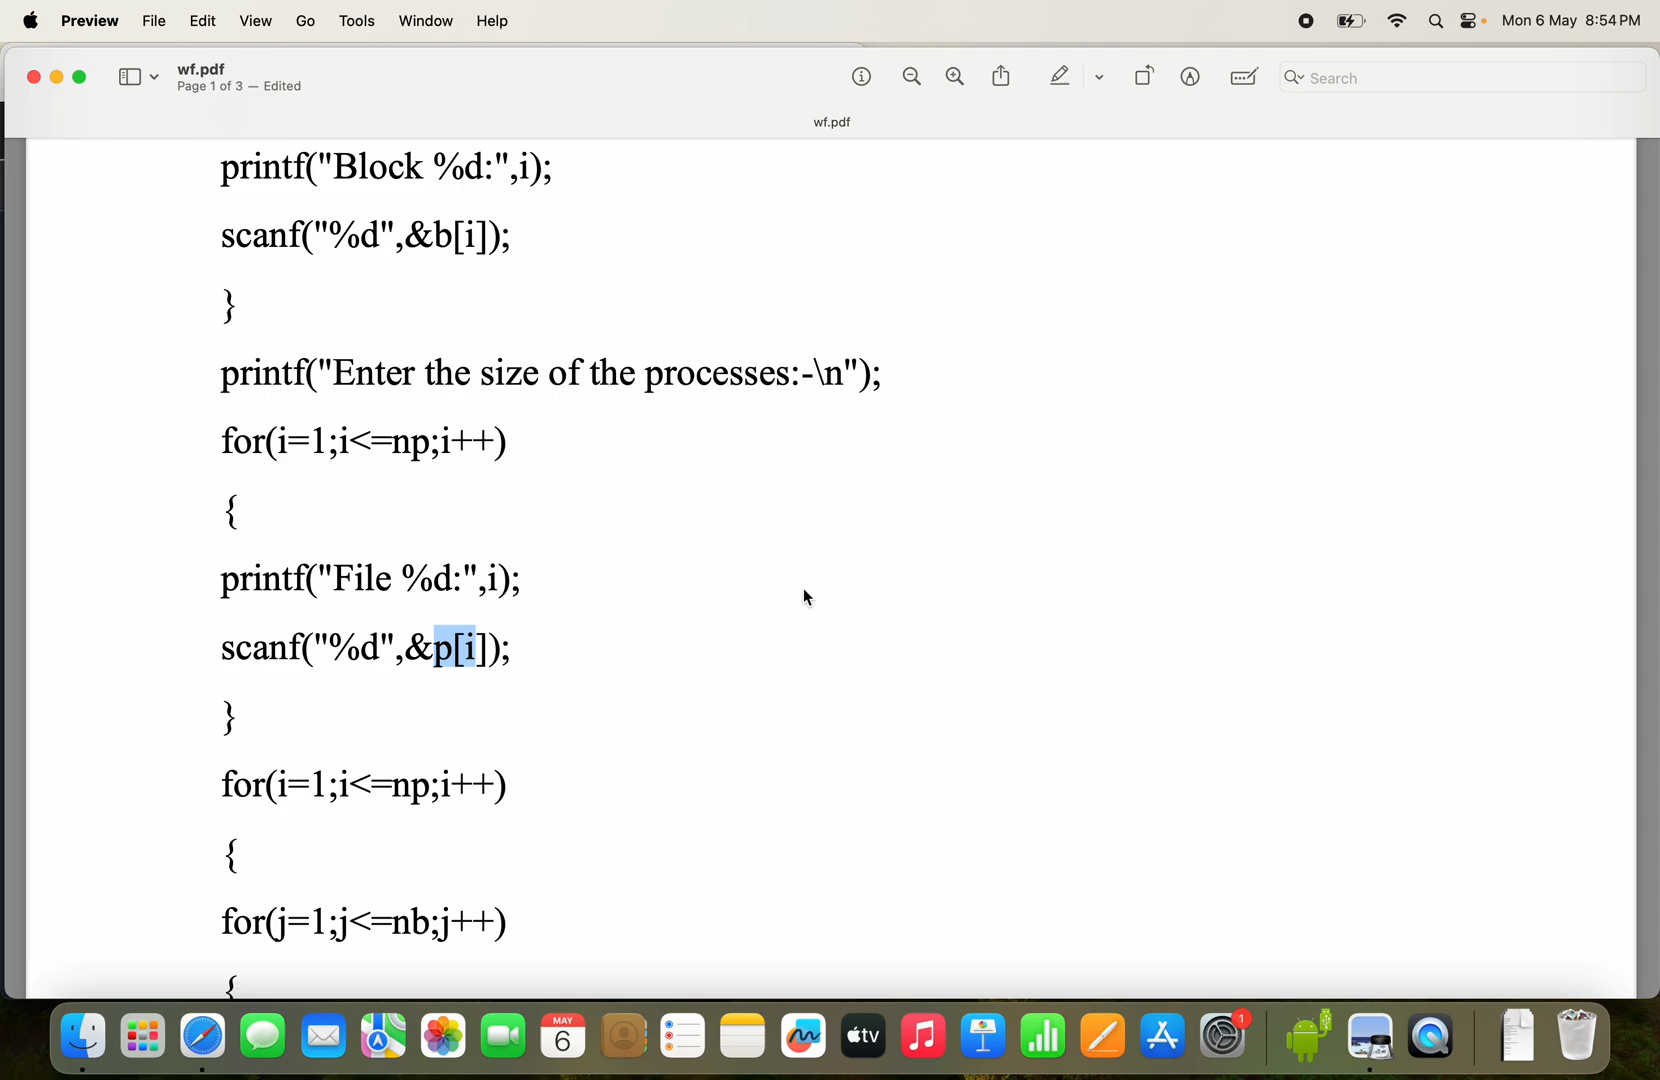 Preview File Edit View Go Tools Window Help Mon 6 May 8:54 PM
wf.pdf
Page 1 of 3 — Edited
Search
wf.pdf
printf("Block %d:",i);
scanf("%d",&b[i]);
}
printf("Enter the size of the processes:-\n");
for(i=1;i<=np;i++)
{
printf("File %d:",i);
scanf("%d",&p[i]);
}
for(i=1;i<=np;i++)
{
for(j=1;j<=nb;j++)
{
MAY
6
tv
1